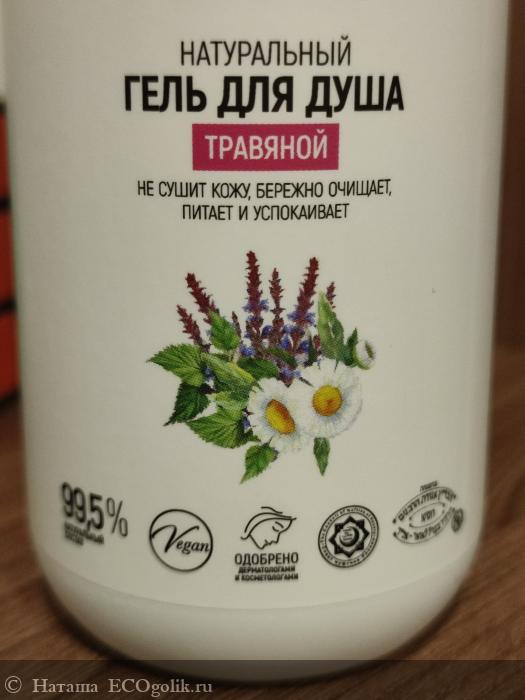 НАТУРАЛЬНЫЙ
ГЕЛЬ ДЛЯ ДУША
ТРАВЯНОЙ
НЕ СУШИТ КОЖУ, БЕРЕЖНО ОЧИЩАЕТ,
ПИТАЕТ И УСПОКАИВАЕТ
99,5%
Vegan
ОДОБРЕНО
ДЕРМАТОЛОГАМИ
И КОСМЕТОЛОГАМИ
© Наташа ECOgolik.ru